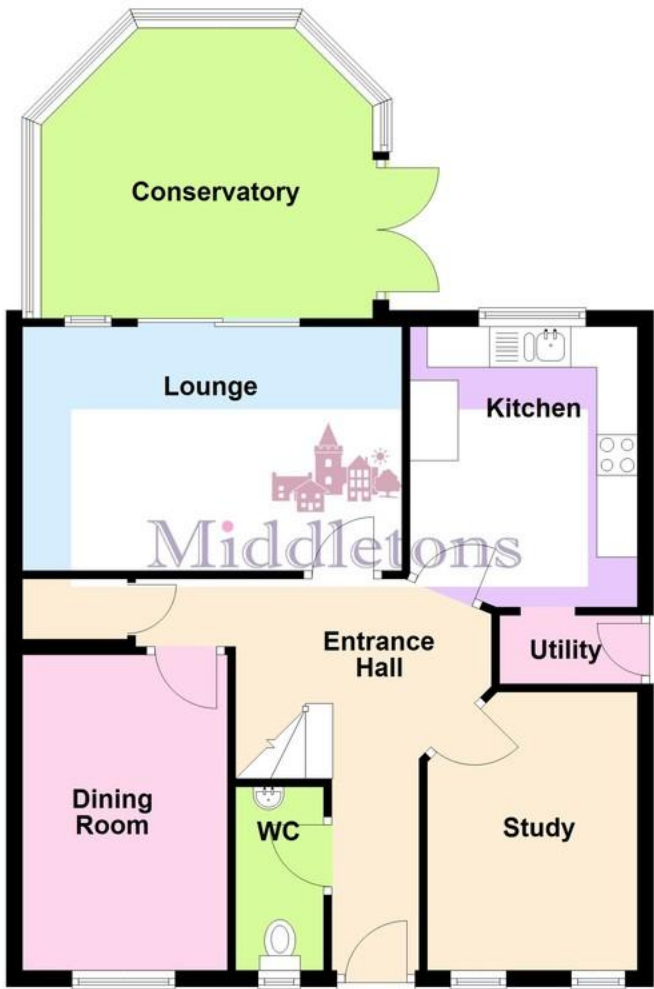 Conservatory
Lounge
Kitchen
Middletons
Entrance
Hall
Utility
Dining
Room
WC
Study